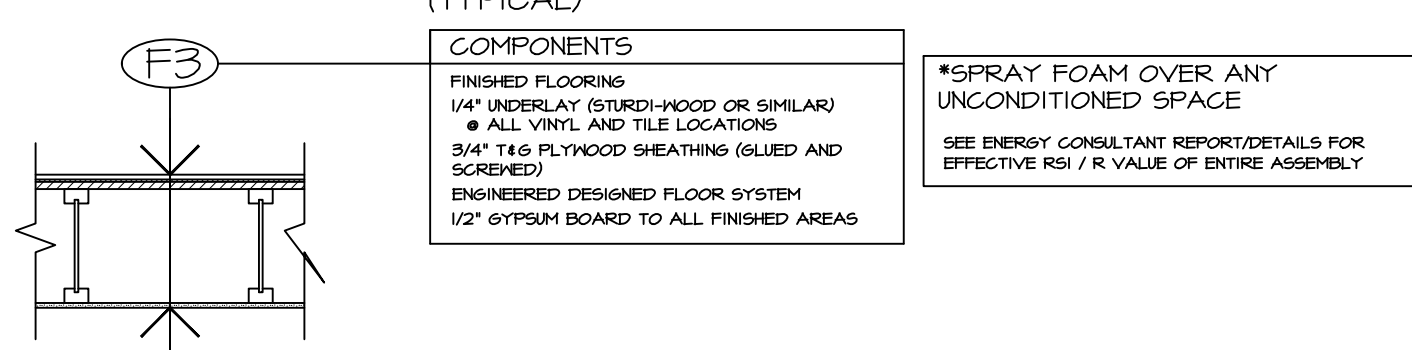 (TYPICAL)
F3
COMPONENTS
FINISHED FLOORING
1/4" UNDERLAY (STURDI-WOOD OR SIMILAR)
@ ALL VINYL AND TILE LOCATIONS
3/4" T&G PLYWOOD SHEATHING (GLUED AND
SCREWED)
ENGINEERED DESIGNED FLOOR SYSTEM
1/2" GYPSUM BOARD TO ALL FINISHED AREAS
*SPRAY FOAM OVER ANY
UNCONDITIONED SPACE
SEE ENERGY CONSULTANT REPORT/DETAILS FOR
EFFECTIVE RSI / R VALUE OF ENTIRE ASSEMBLY